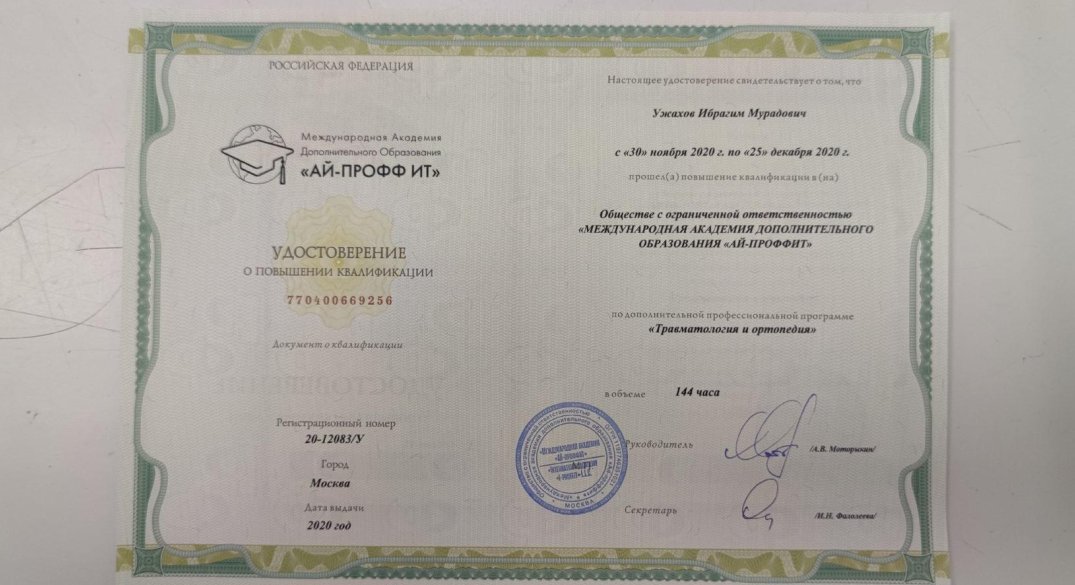 РОССИЙСКАЯ ФЕДЕРАЦИЯ
Международная Академия
Дополнительного Образования
«АЙ-ПРОФФ ИТ»
УДОСТОВЕРЕНИЕ
О ПОВЫШЕНИИ КВАЛИФИКАЦИИ
770400669256
Документ о квалификации
Регистрационный номер
20-12083/У
Город
Москва
Дата выдачи
2020 год
Настоящее удостоверение свидетельствует о том, что
Ужахов Ибрагим Мурадович
с «30» ноября 2020 г. по «25» декабря 2020 г.
прошел(а) повышение квалификации в (на)
Обществе с ограниченной ответственностью
«МЕЖДУНАРОДНАЯ АКАДЕМИЯ ДОПОЛНИТЕЛЬНОГО
ОБРАЗОВАНИЯ «АЙ-ПРОФФИТ»
по дополнительной профессиональной программе
«Травматология и ортопедия»
в объеме 144 часа
Руководитель /А.В. Моторыкин/
М.П.
МОСКВА
Секретарь